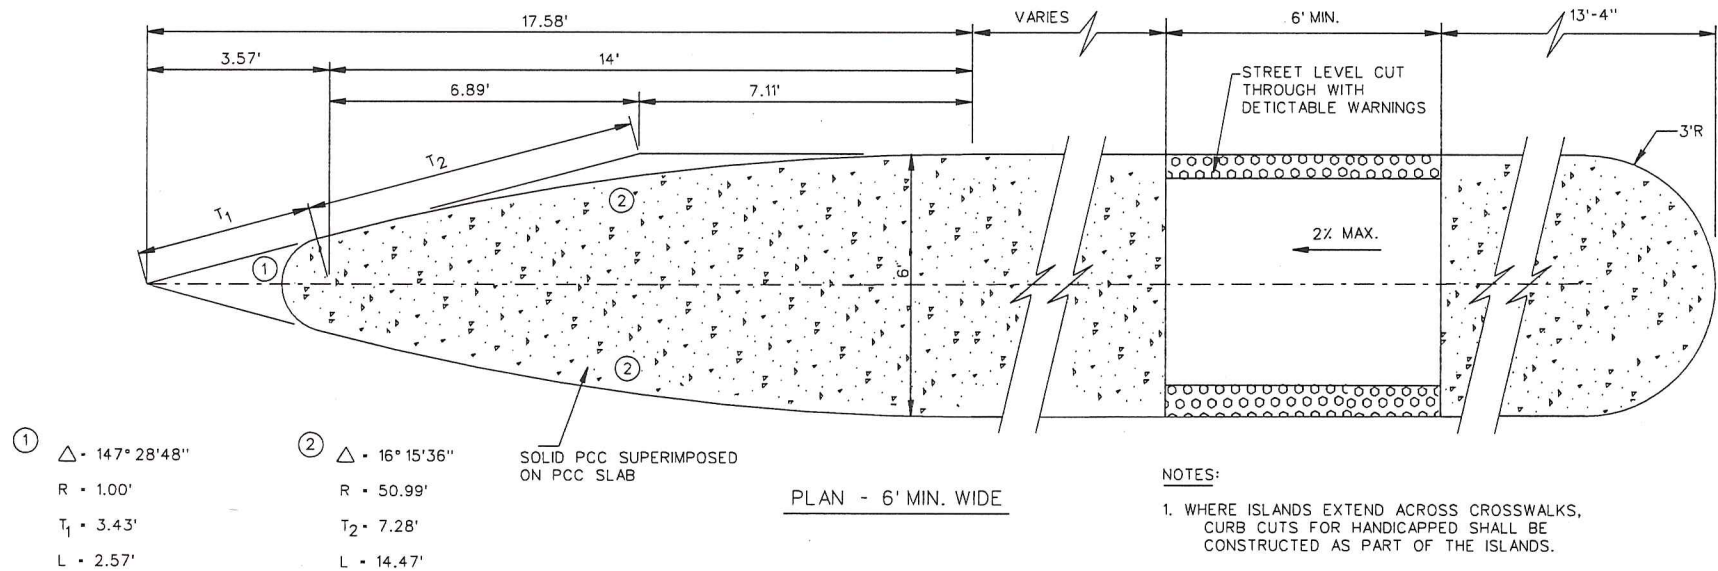 17.58'
VARIES
6' MIN.
13'-4"
3.57'
14'
6.89'
7.11'
STREET LEVEL CUT
THROUGH WITH
DETICTABLE WARNINGS
3'R
T2
T1
2
1
6'
2% MAX.
2
1
△ - 147° 28'48"
R - 1.00'
T1 - 3.43'
L - 2.57'
2
△ - 16° 15'36"
R - 50.99'
T2 - 7.28'
L - 14.47'
SOLID PCC SUPERIMPOSED
ON PCC SLAB
PLAN - 6' MIN. WIDE
NOTES:
1. WHERE ISLANDS EXTEND ACROSS CROSSWALKS,
CURB CUTS FOR HANDICAPPED SHALL BE
CONSTRUCTED AS PART OF THE ISLANDS.